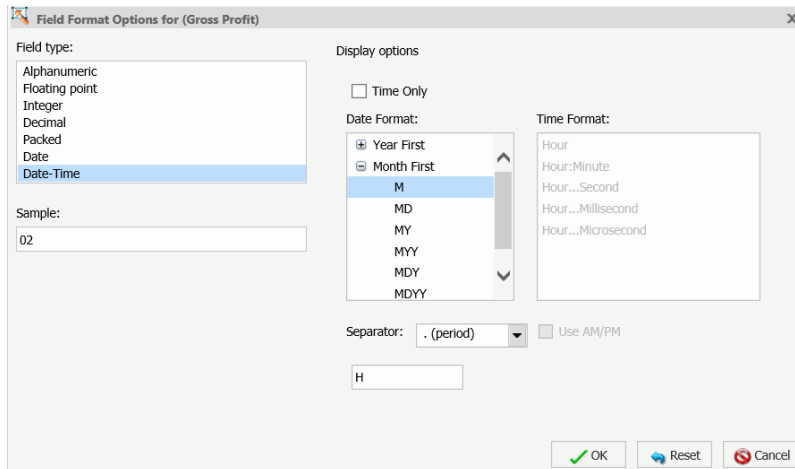 Field Format Options for (Gross Profit)
X
Field type:
Alphanumeric
Floating point
Integer
Decimal
Packed
Date
Date-Time
Sample:
02
Display options
Time Only
Date Format:
Year First
Month First
M
MD
MY
MYY
MDY
MDYY
Time Format:
Hour
Hour:Minute
Hour...Second
Hour...Millisecond
Hour...Microsecond
Separator:
. (period)
Use AM/PM
H
OK
Reset
Cancel